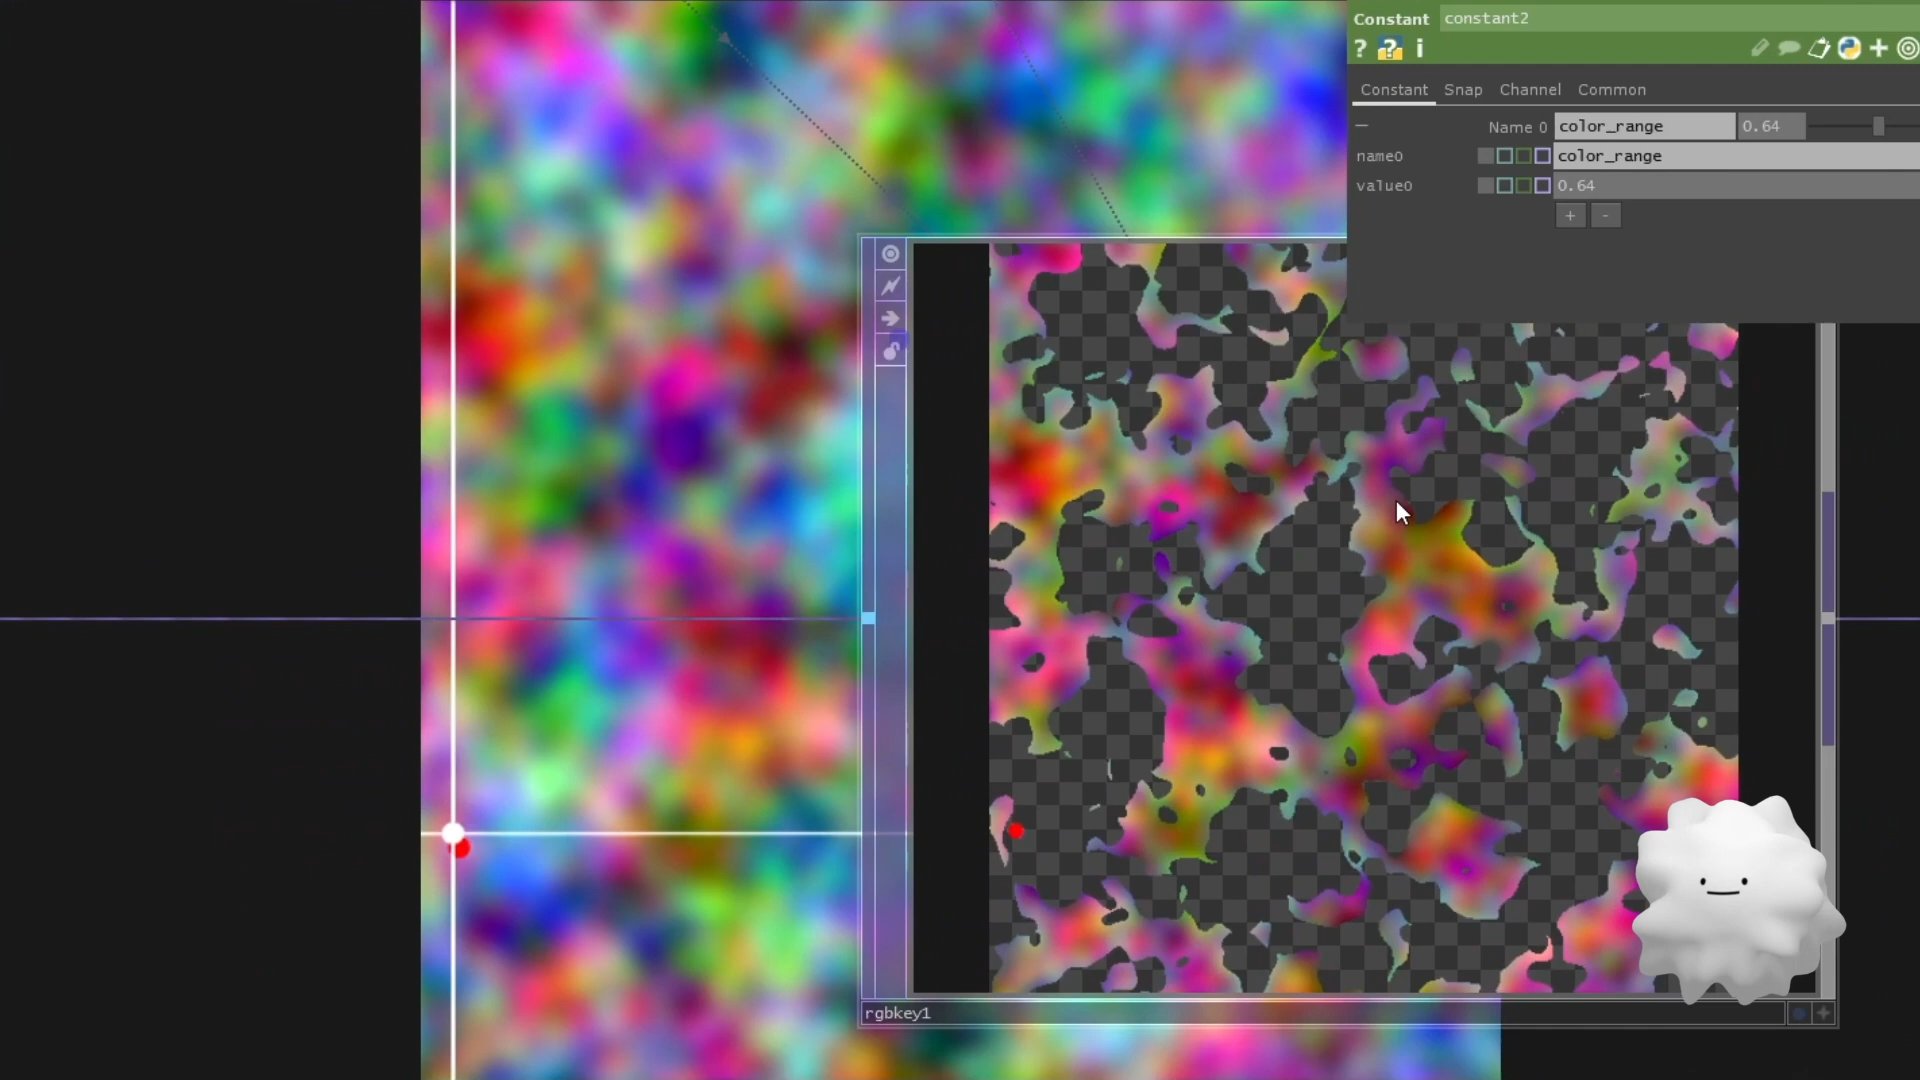 Constant constant2
? ? i
Constant Snap Channel Common
Name 0 color_range 0.64
name0 color_range
value0 0.64
+ -
rgbkey1